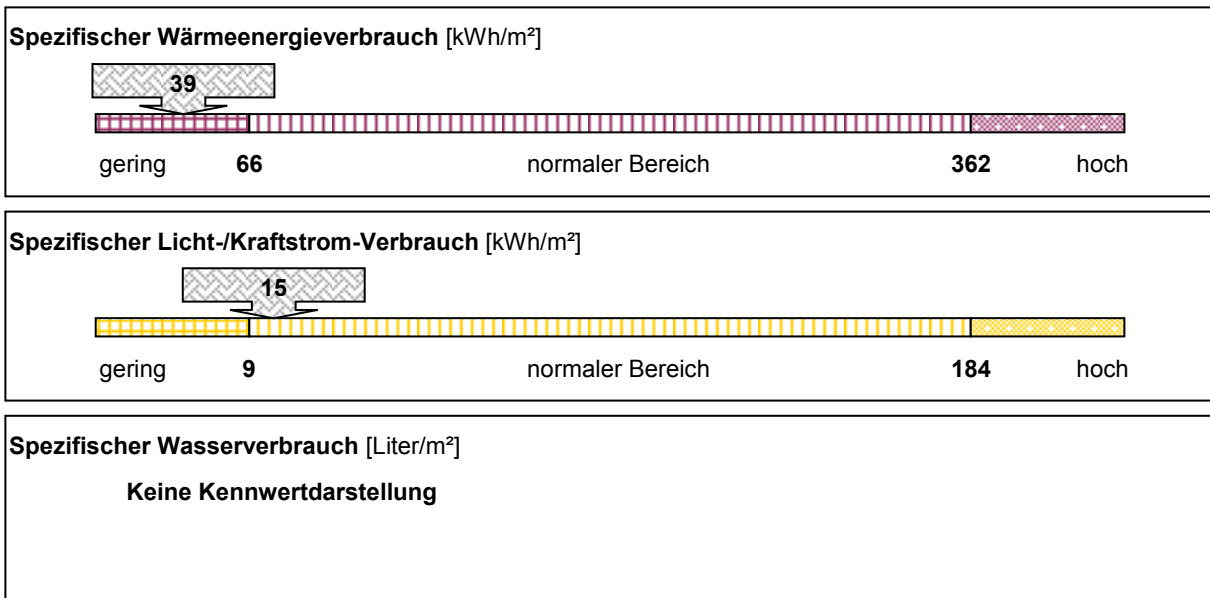 Spezifischer Wärmeenergieverbrauch [kWh/m²]
39
gering 66 normaler Bereich 362 hoch
Spezifischer Licht-/Kraftstrom-Verbrauch [kWh/m²]
15
gering 9 normaler Bereich 184 hoch
Spezifischer Wasserverbrauch [Liter/m²]
Keine Kennwertdarstellung